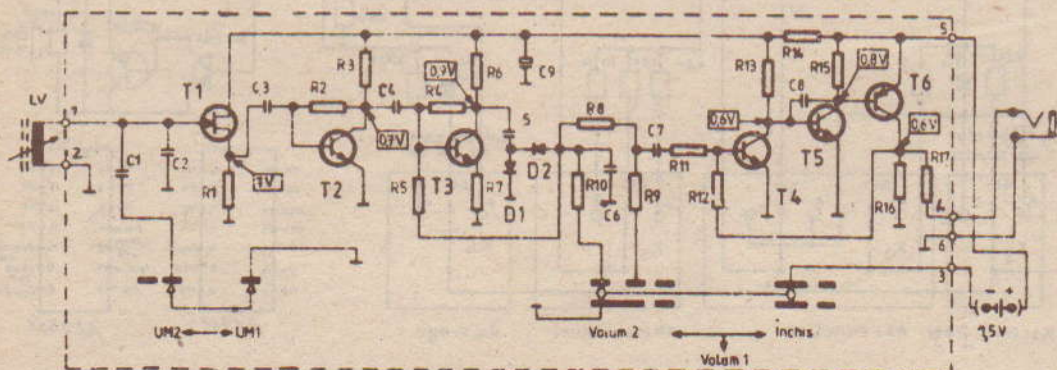 5
R14
R3
R6
C9
R13
R15
0,8V
T6
LV
1
T1
C3
R2
C4
0,9V
R4
C8
R8
C7
0,6V
T5
0,6V
R17
2
C1
C2
0,7V
5
D2
R11
R1
1V
T2
R5
T3
R7
R10
C6
R9
R12
T4
R16
4
D1
6
3
- +
UM2
UM1
Volum 2
Inchis
Volum 1